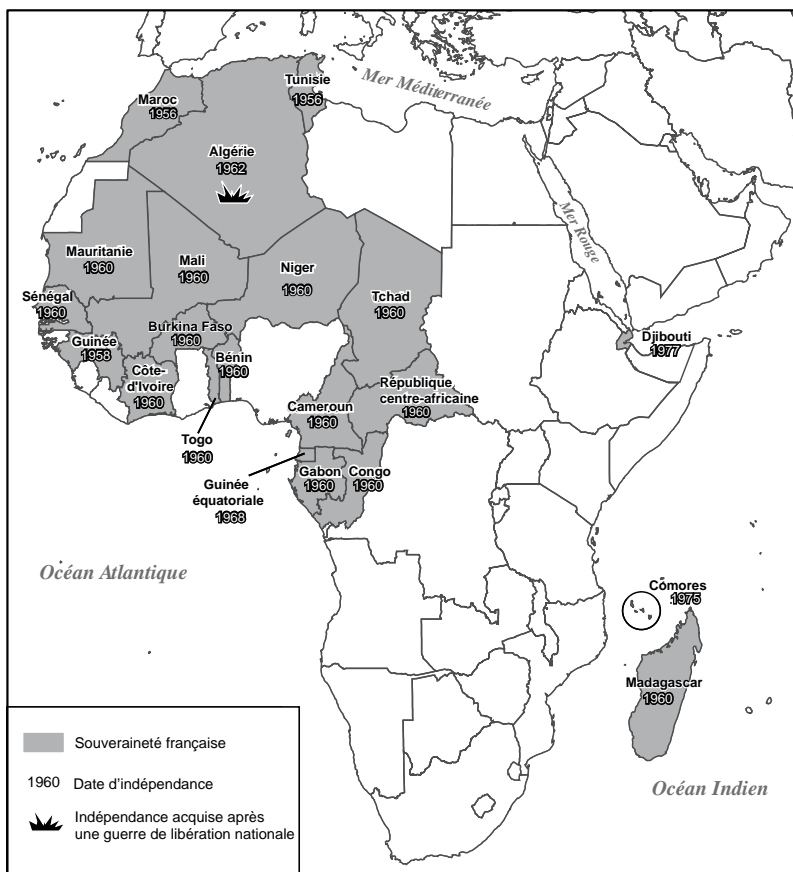 Mer Méditerranée
Tunisie
1956
Maroc
1956
Algérie
1962
Mer Rouge
Mauritanie
1960
Mali
1960
Niger
1960
Tchad
1960
Sénégal
1960
Burkina Faso
1960
Guinée
1958
Bénin
1960
Djibouti
1977
Côte-
d'Ivoire
1960
République
centre-africaine
1960
Cameroun
1960
Togo
1960
Gabon
1960
Congo
1960
Guinée
équatoriale
1968
Océan Atlantique
Comores
1975
Madagascar
1960
Océan Indien
Souveraineté française
1960 Date d'indépendance
Indépendance acquise après
une guerre de libération nationale